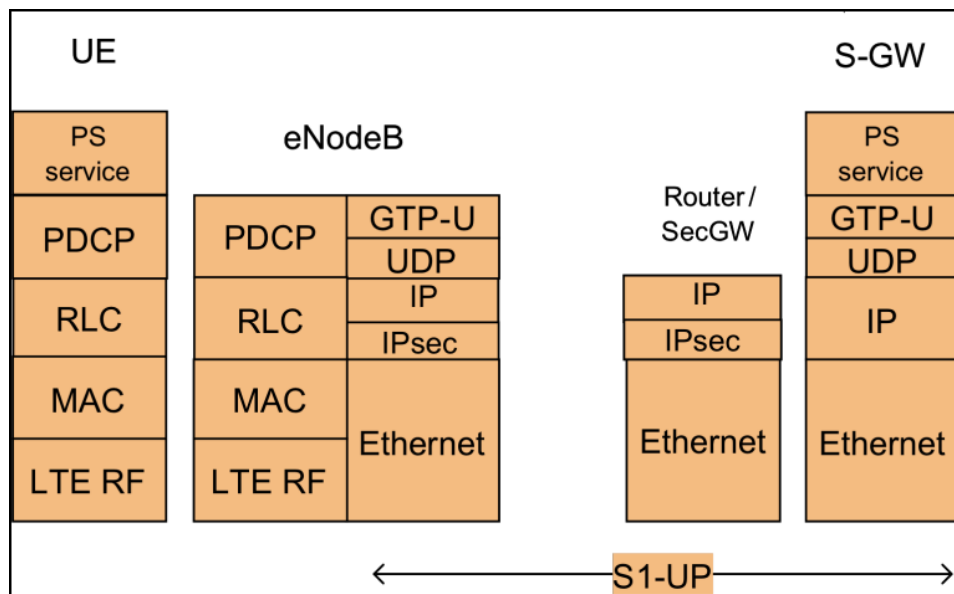 UE
S-GW
eNodeB
Router/
SecGW
PS
service
PDCP
RLC
MAC
LTE RF
PDCP
RLC
MAC
LTE RF
GTP-U
UDP
IP
IPsec
Ethernet
IP
IPsec
Ethernet
PS
service
GTP-U
UDP
IP
Ethernet
S1-UP